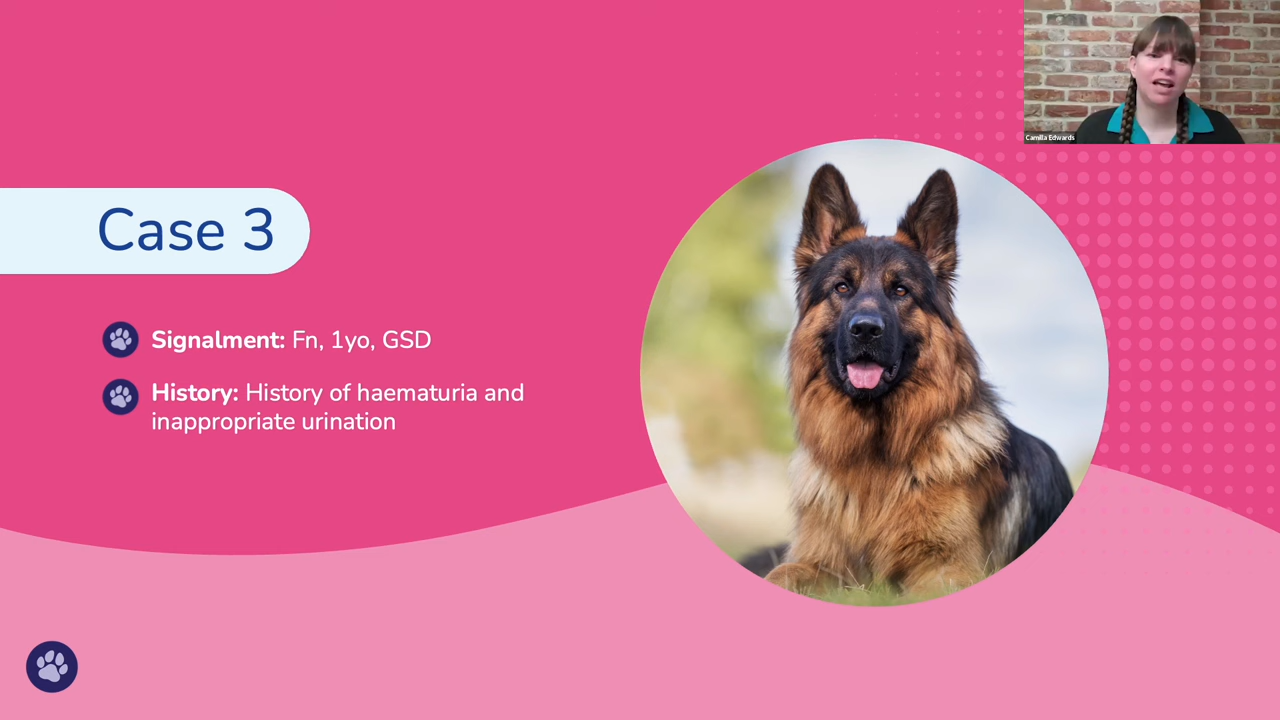 Camilla Edwards
Case 3
Signalment: Fn, 1yo, GSD
History: History of haematuria and
inappropriate urination